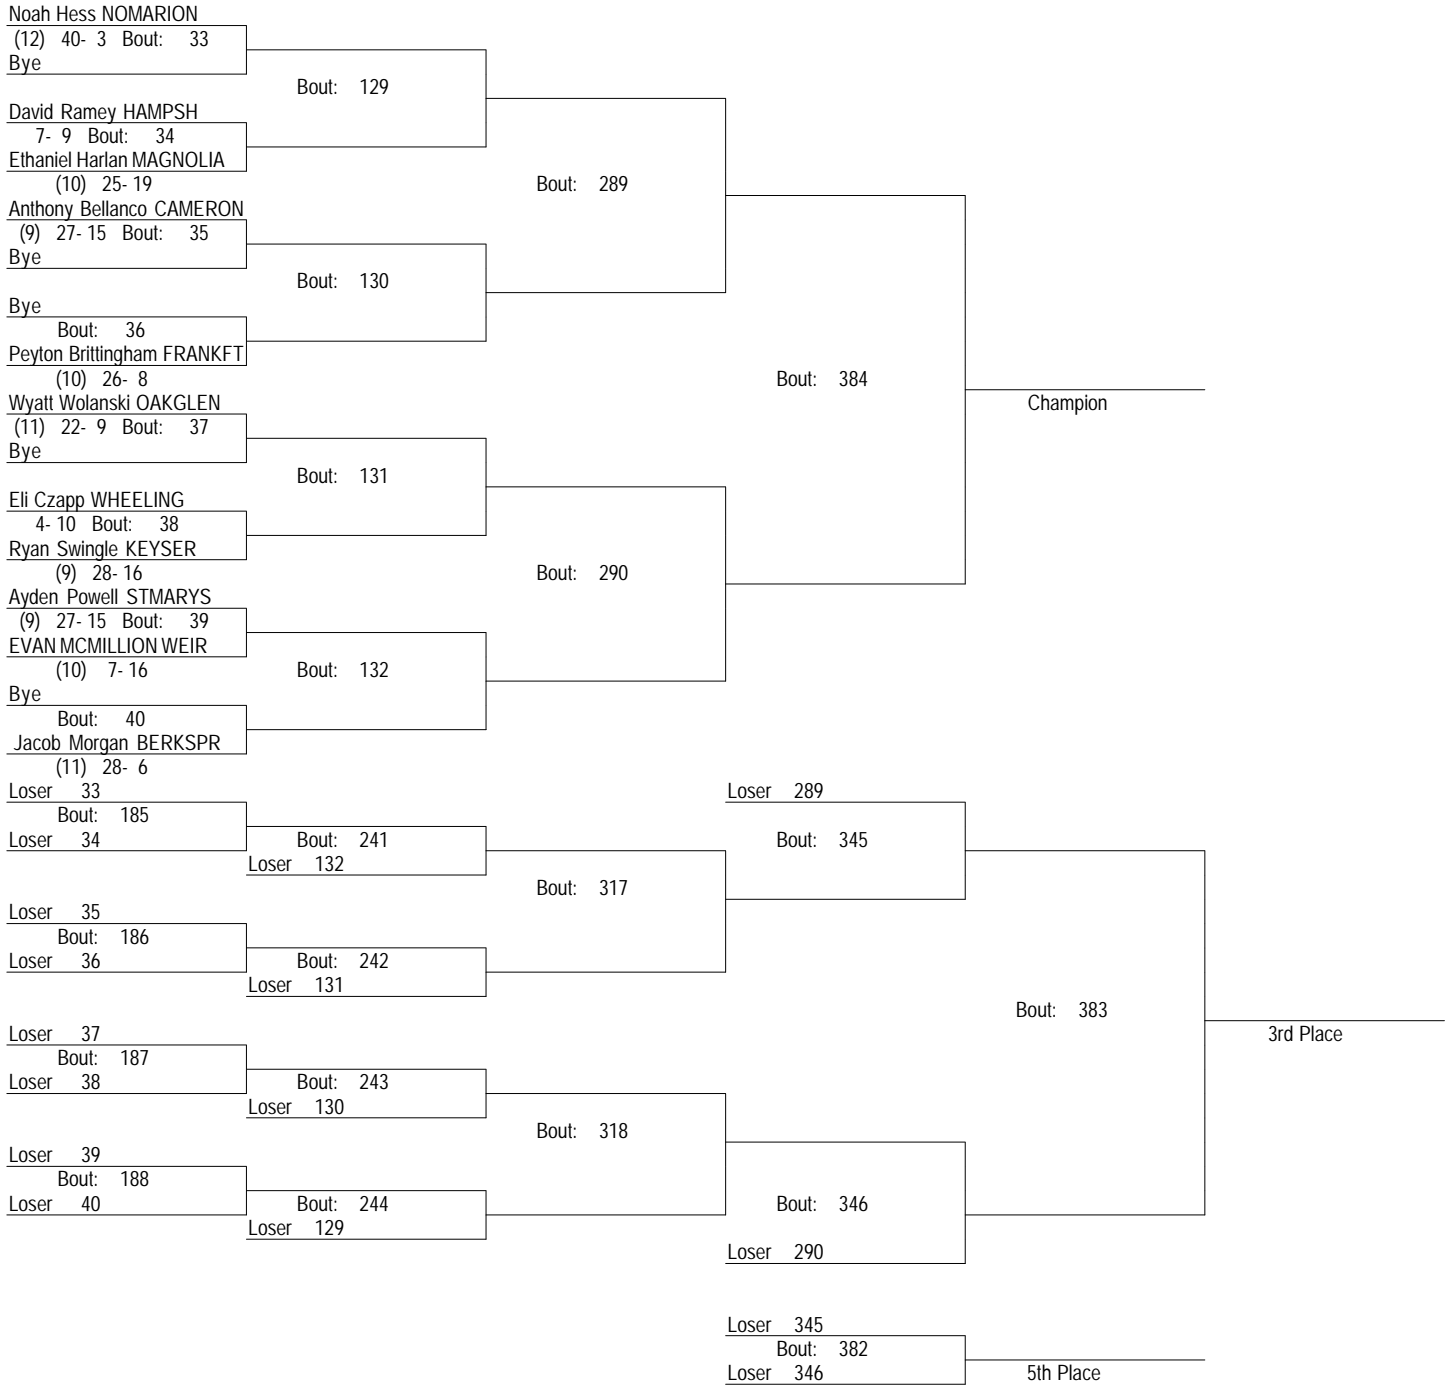 Noah Hess NOMARION
(12) 40- 3 Bout: 33
Bye
Bout: 129
David Ramey HAMPSH
7- 9 Bout: 34
Ethaniel Harlan MAGNOLIA
(10) 25- 19
Bout: 289
Anthony Bellanco CAMERON
(9) 27- 15 Bout: 35
Bye
Bout: 130
Bye
Bout: 36
Peyton Brittingham FRANKFT
(10) 26- 8
Bout: 384
Wyatt Wolanski OAKGLEN
Champion
(11) 22- 9 Bout: 37
Bye
Bout: 131
Eli Czapp WHEELING
4- 10 Bout: 38
Ryan Swingle KEYSER
(9) 28- 16
Bout: 290
Ayden Powell STMARYS
(9) 27- 15 Bout: 39
EVAN MCMILLION WEIR
(10) 7- 16
Bout: 132
Bye
Bout: 40
Jacob Morgan BERKSPR
(11) 28- 6
Loser 33
Loser 289
Bout: 185
Loser 34
Bout: 241
Bout: 345
Loser 132
Bout: 317
Loser 35
Bout: 186
Loser 36
Bout: 242
Loser 131
Bout: 383
Loser 37
3rd Place
Bout: 187
Loser 38
Bout: 243
Loser 130
Bout: 318
Loser 39
Bout: 188
Loser 40
Bout: 244
Bout: 346
Loser 129
Loser 290
Loser 345
Bout: 382
Loser 346
5th Place